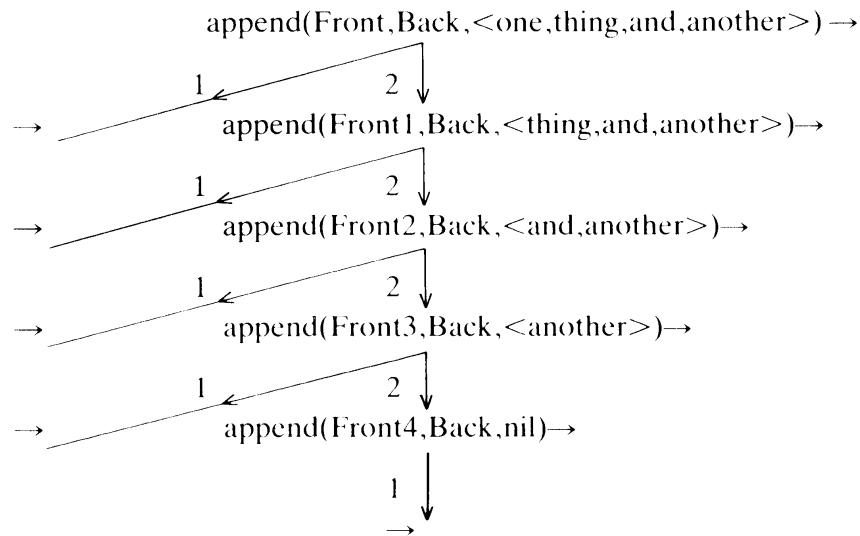 append(Front,Back,<one,thing,and,another>) →
1 2
→ append(Front1,Back,<thing,and,another>)→
1 2
→ append(Front2,Back,<and,another>)→
1 2
→ append(Front3,Back,<another>)→
1 2
→ append(Front4,Back,nil)→
1
→